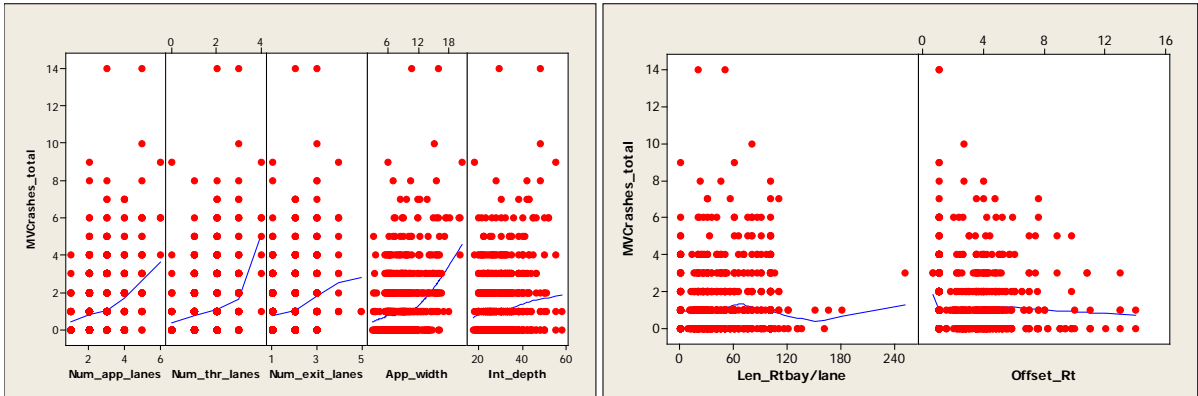 0 2 4 6 12 18
MVCrashes_total
14
12
10
8
6
4
2
0
2 4 6 1 3 5 20 40 60
Num_app_lanes Num_thr_lanes Num_exit_lanes App_width Int_depth
0 4 8 12 16
MVCrashes_total
14
12
10
8
6
4
2
0
0 60 120 180 240
Len_Rtbay/lane Offset_Rt